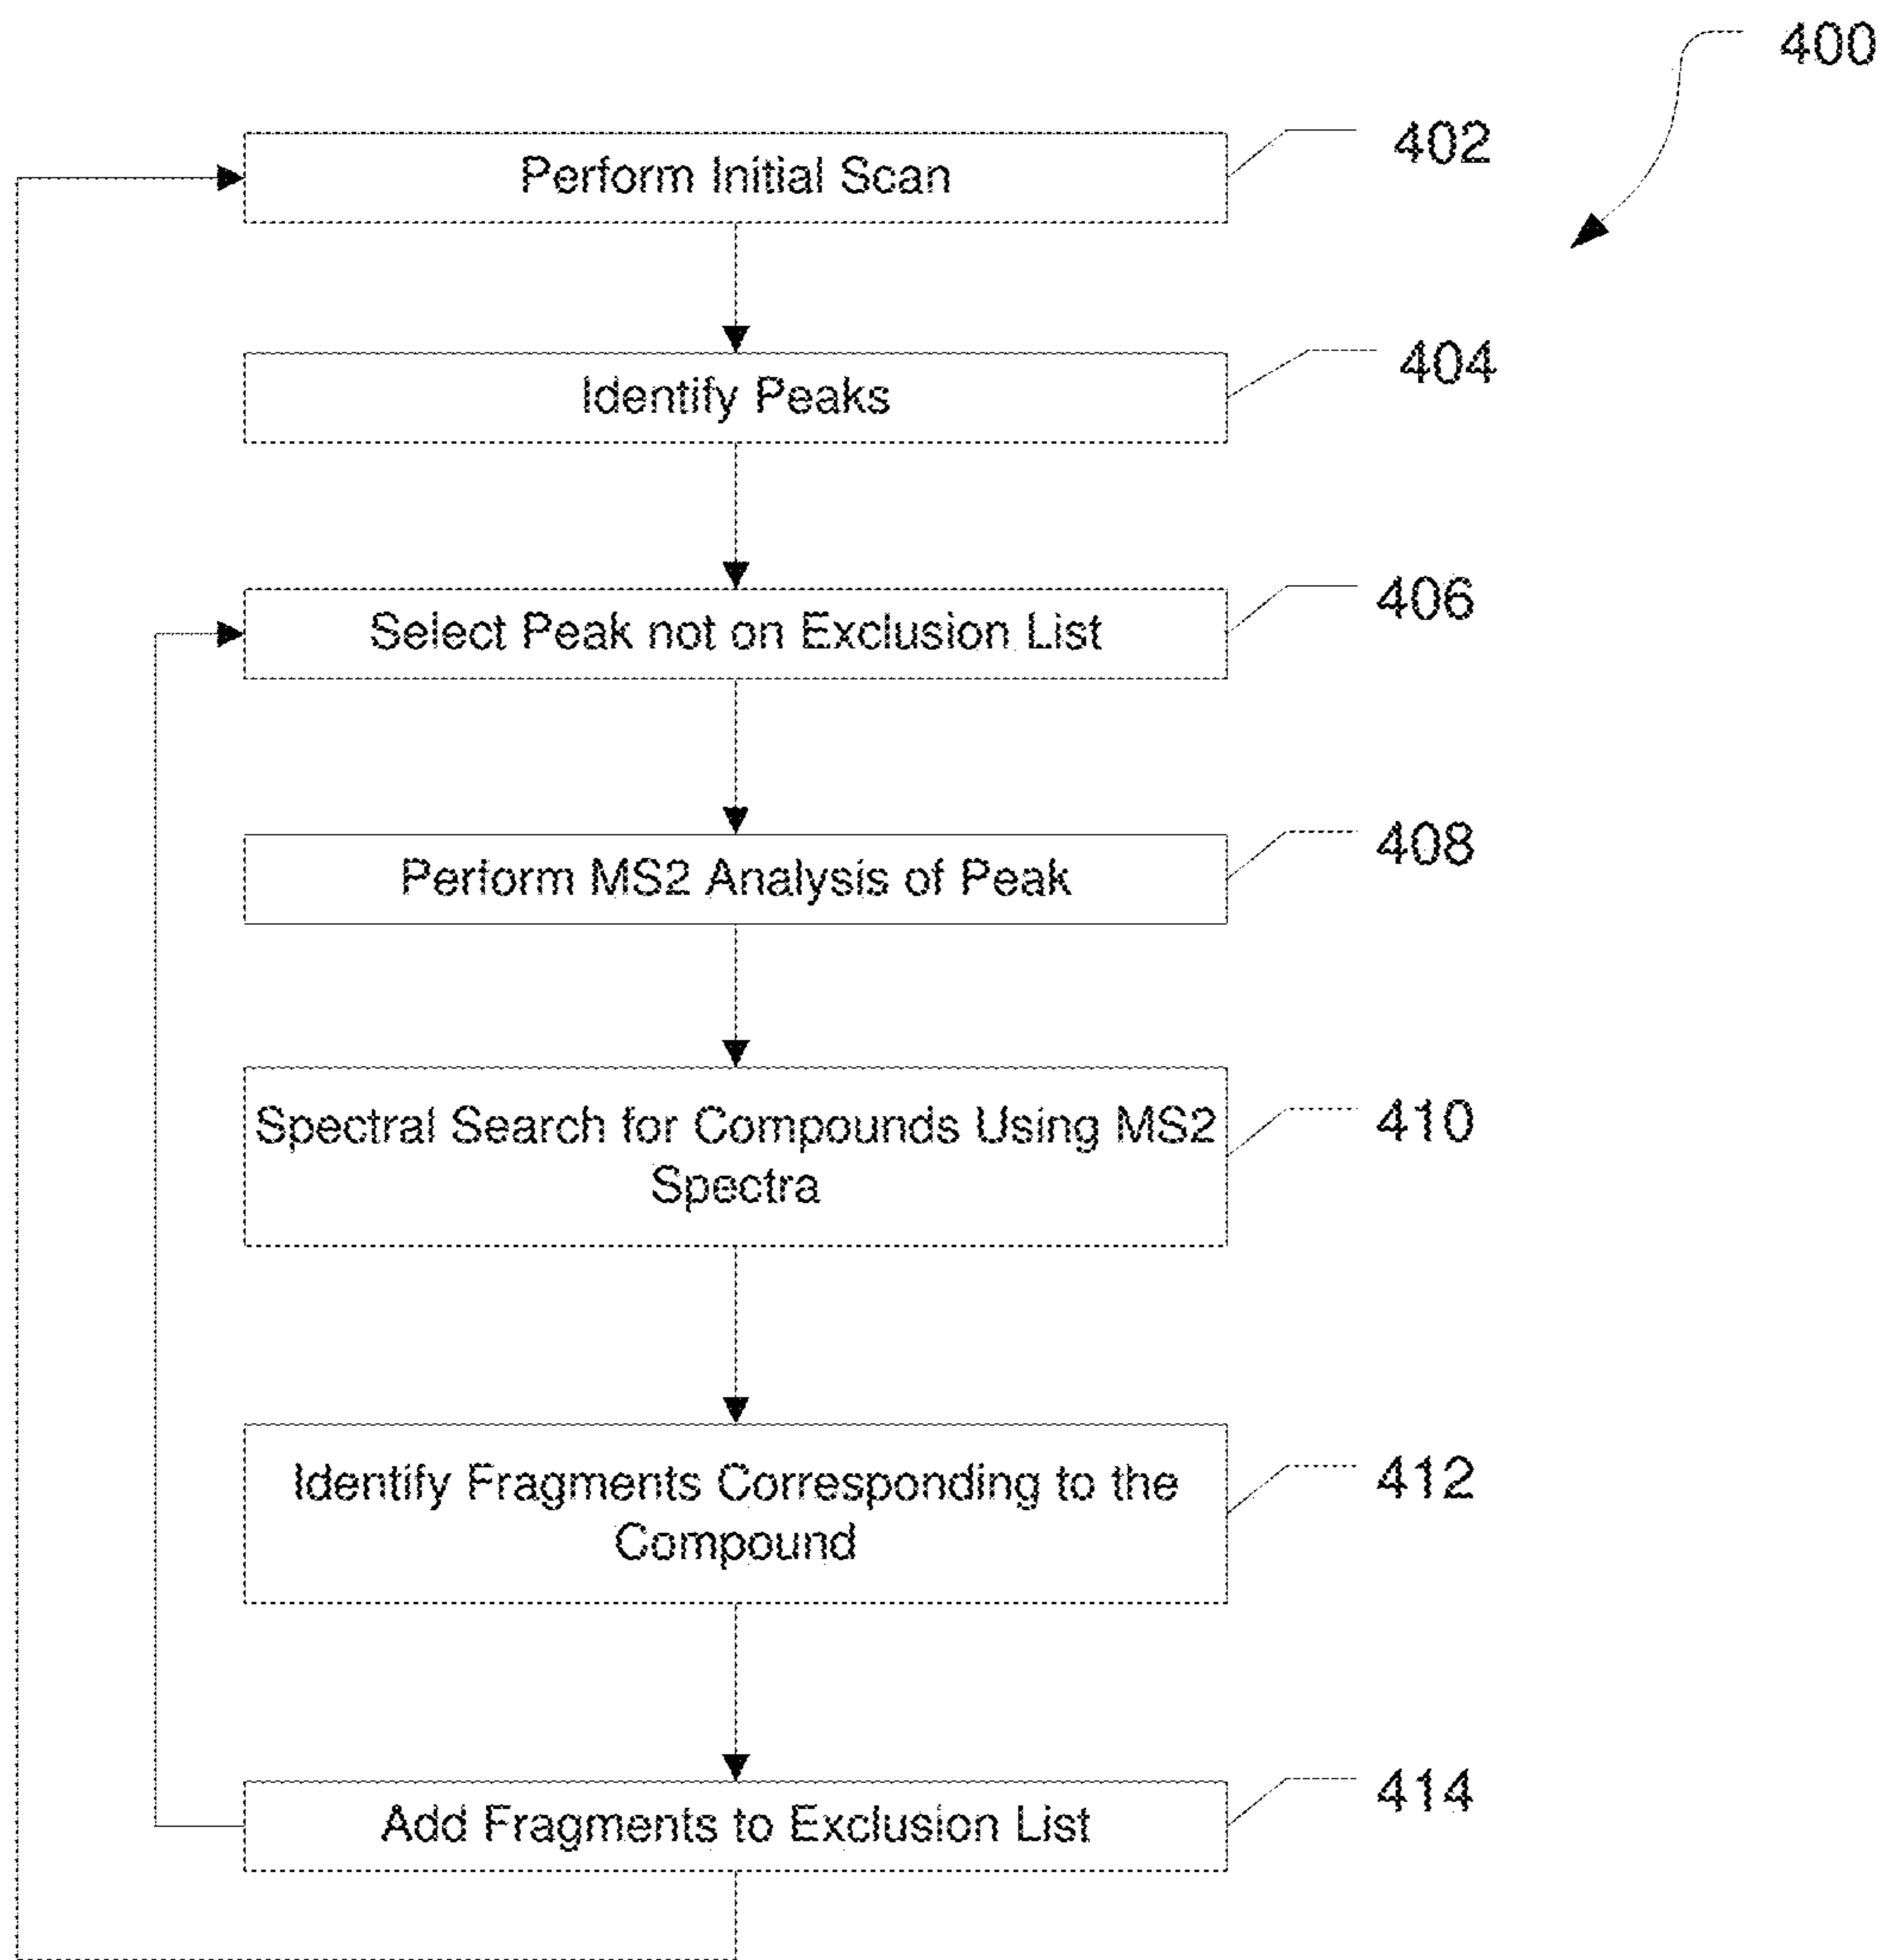 400
Perform Initial Scan
402
Identify Peaks
404
Select Peak not on Exclusion List
406
Perform MS2 Analysis of Peak
408
Spectral Search for Compounds Using MS2
Spectra
410
Identify Fragments Corresponding to the
Compound
412
Add Fragments to Exclusion List
414